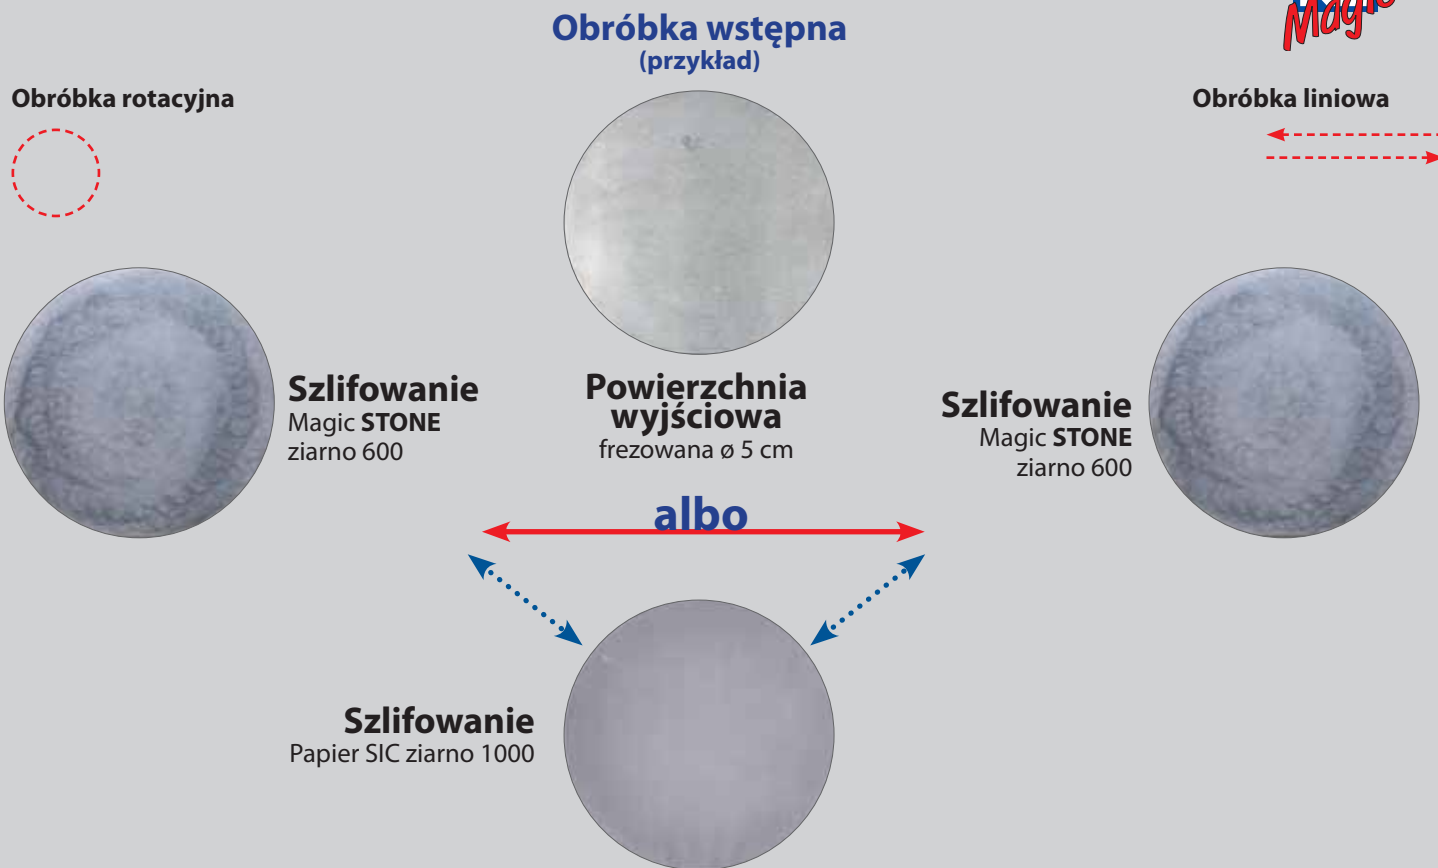 Magic
Obróbka wstępna
(przykład)
Obróbka rotacyjna
Obróbka liniowa
Szlifowanie
Magic STONE
ziarno 600
Powierzchnia
wyjściowa
frezowana ø 5 cm
Szlifowanie
Magic STONE
ziarno 600
albo
Szlifowanie
Papier SIC ziarno 1000